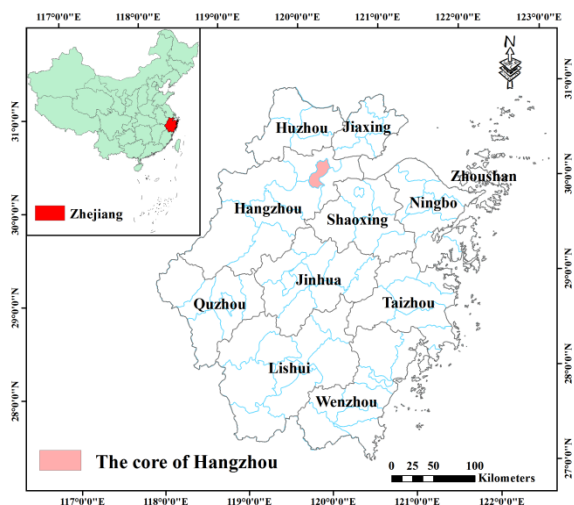 117°0'0"E 118°0'0"E 119°0'0"E 120°0'0"E 121°0'0"E 122°0'0"E 123°0'0"E
N
31°0'0"N
31°0'0"N
Huzhou
Jiaxing
Zhoushan
30°0'0"N
Zhejiang
30°0'0"N
Hangzhou
Ningbo
Shaoxing
29°0'0"N
Jinhua
Quzhou
Taizhou
29°0'0"N
28°0'0"N
Lishui
28°0'0"N
Wenzhou
The core of Hangzhou
0 25 50 100
Kilometers
27°0'0"N
117°0'0"E 118°0'0"E 119°0'0"E 120°0'0"E 121°0'0"E 122°0'0"E